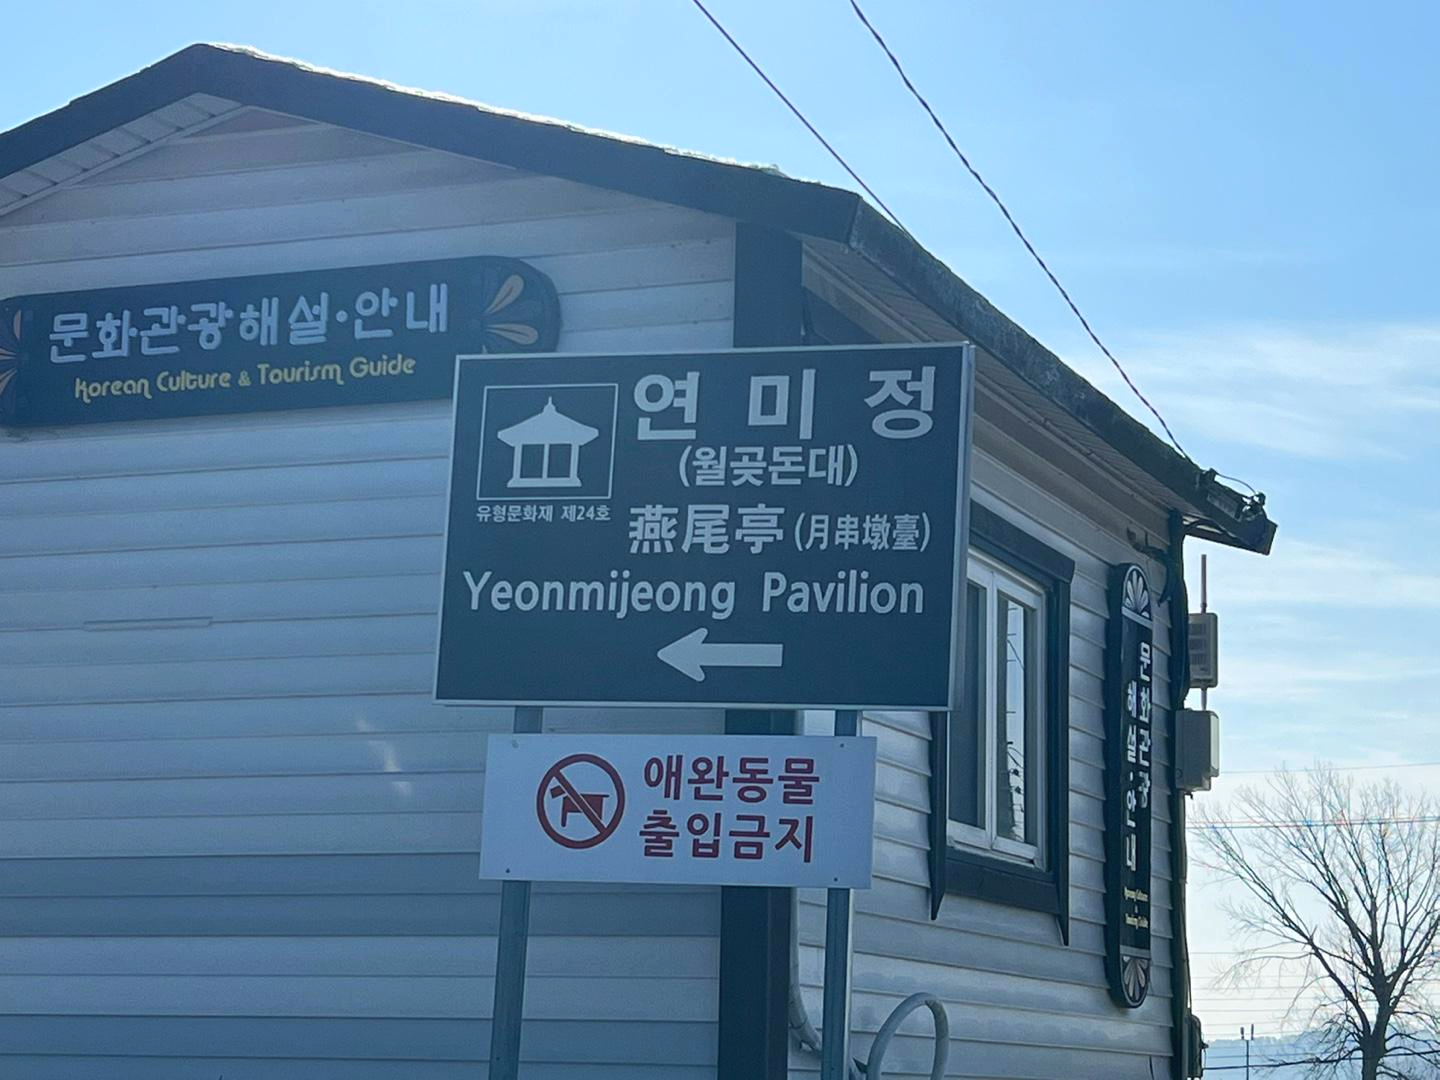 문화관광해설·안내
Korean Culture & Tourism Guide
연미정
(월곶돈대)
유형문화재 제24호
燕尾亭 (月串墩臺)
Yeonmijeong Pavilion
애완동물
출입금지
문화관광
해설·안내